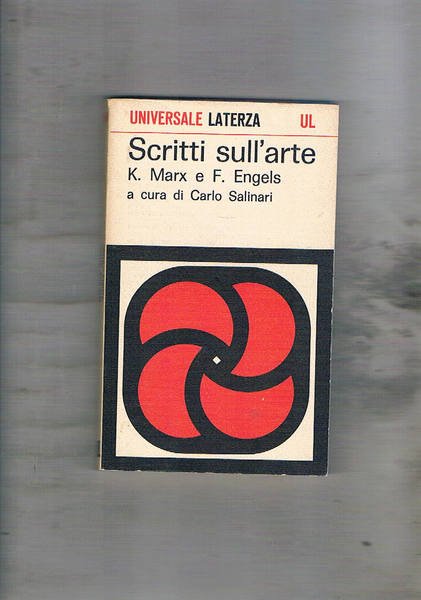 UNIVERSALE LATERZA UL
Scritti sull'arte
K. Marx e F. Engels
a cura di Carlo Salinari